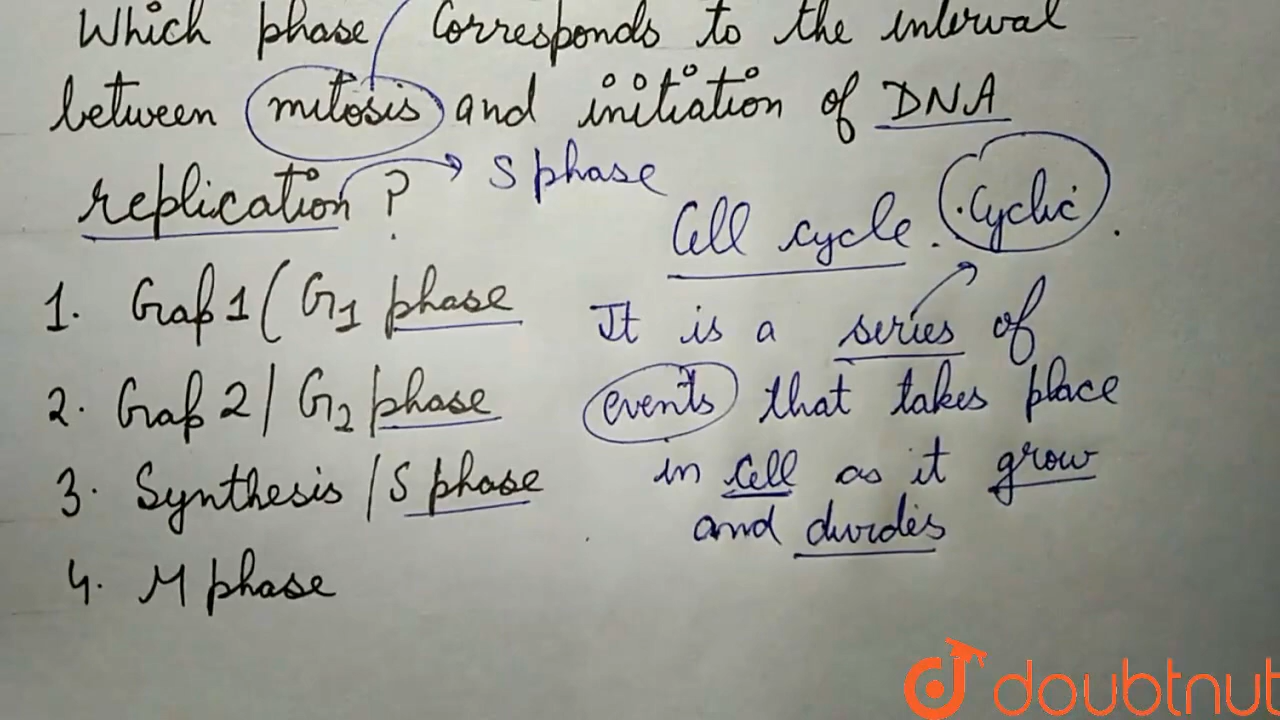 Which phase corresponds to the interval
between mitosis and initiation of DNA
replication ? S phase
Cell cycle . Cyclic .
1. Gap 1 ( G1 phase
2. Gap 2 / G2 phase
3. Synthesis / S phase
4. M phase
It is a series of
events that takes place
in cell as it grow
and divides
doubtnut